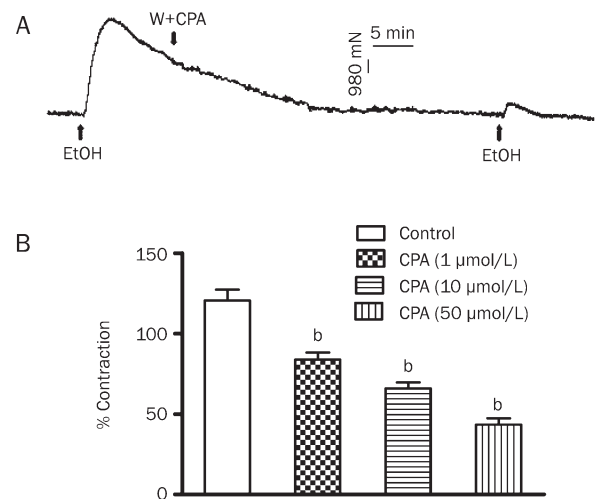 A
W+CPA
5 min
980 mN
EtOH
EtOH
B
Control
CPA (1 µmol/L)
CPA (10 µmol/L)
CPA (50 µmol/L)
% Contraction
150
100
50
0
b
b
b